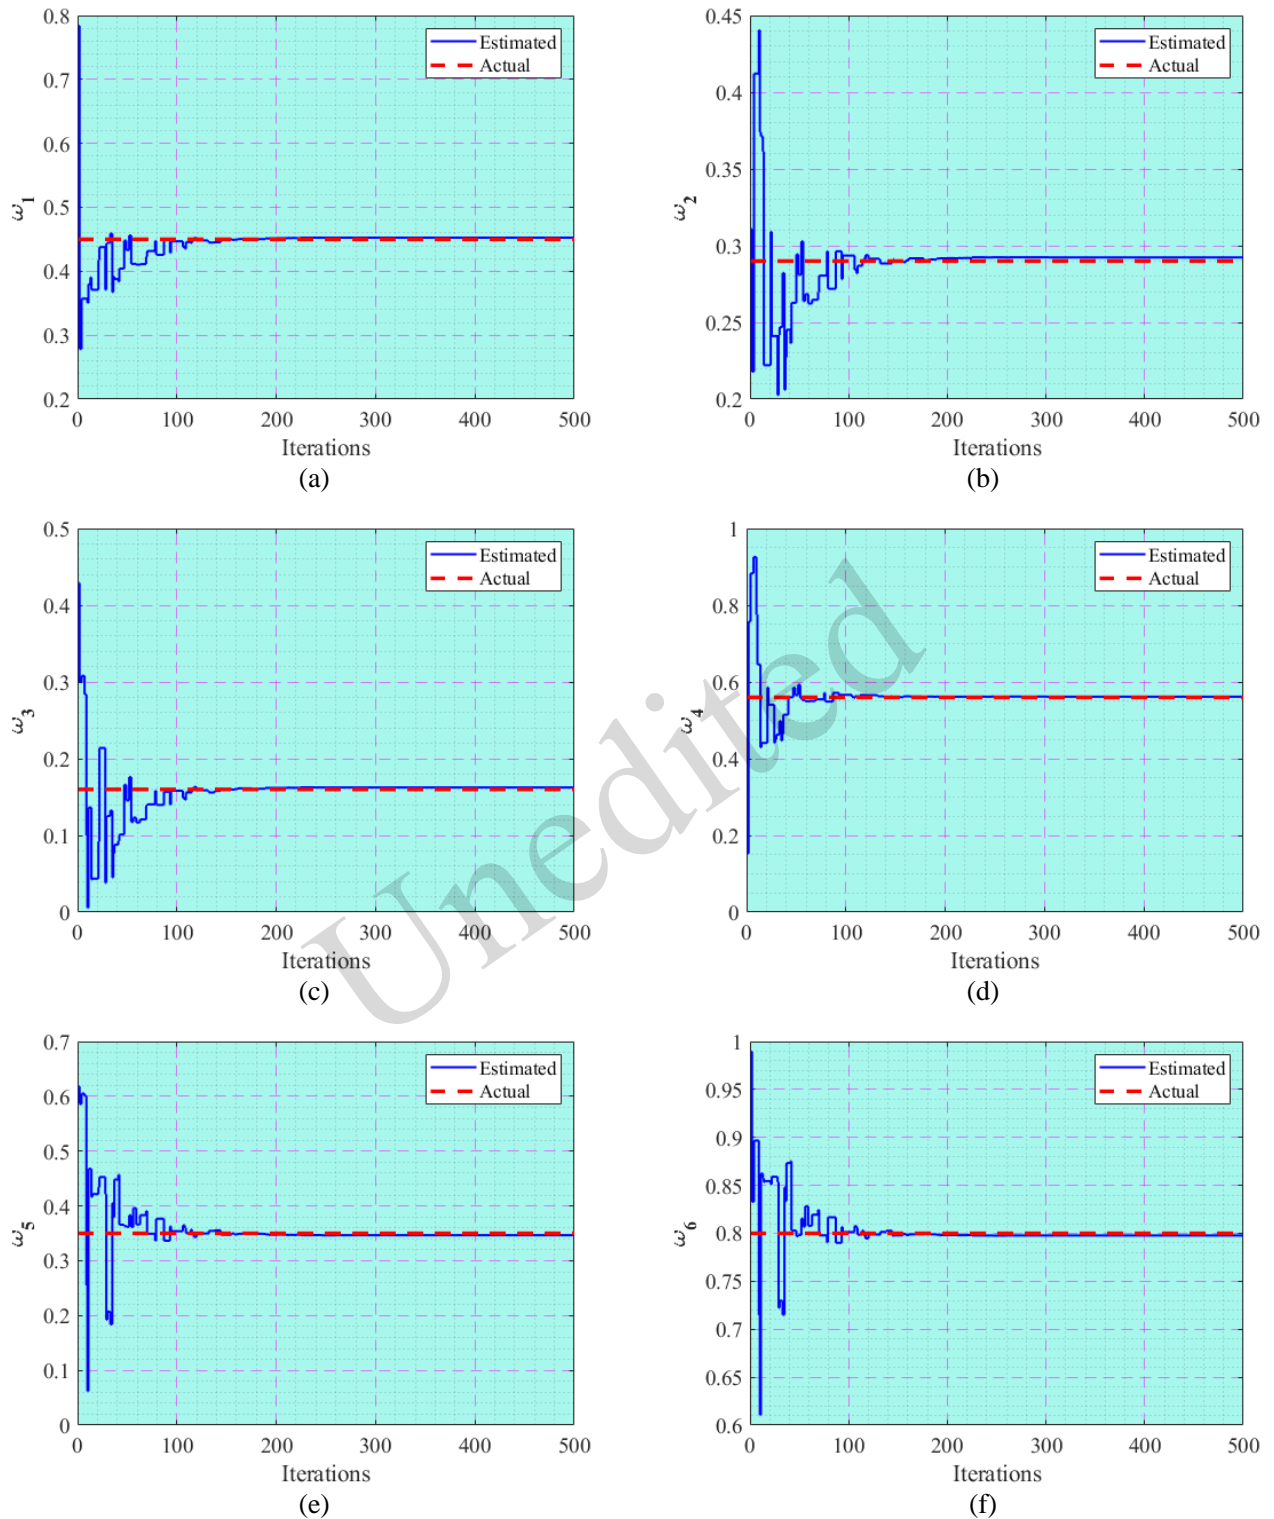 0.8
0.7
0.6
0.5
0.4
0.3
0.2
ω1
Estimated
Actual
0 100 200 300 400 500
Iterations
(a)
0.45
0.4
0.35
0.3
0.25
0.2
ω2
Estimated
Actual
0 100 200 300 400 500
Iterations
(b)
0.5
0.4
0.3
0.2
0.1
0
ω3
Estimated
Actual
0 100 200 300 400 500
Iterations
(c)
1
0.8
0.6
0.4
0.2
0
ω4
Estimated
Actual
0 100 200 300 400 500
Iterations
(d)
0.7
0.6
0.5
0.4
0.3
0.2
0.1
0
ω5
Estimated
Actual
0 100 200 300 400 500
Iterations
(e)
1
0.95
0.9
0.85
0.8
0.75
0.7
0.65
0.6
ω6
Estimated
Actual
0 100 200 300 400 500
Iterations
(f)
Unedited